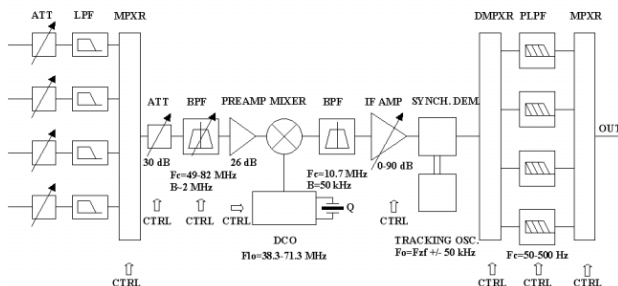 ATT LPF MPXR
DMPXR PLPF MPXR
ATT BPF PREAMP MIXER BPF IF AMP SYNCH. DEM.
OUT
30 dB 26 dB 0-90 dB
Fc=49-82 MHz
B~2 MHz
Fc=10.7 MHz
B=50 kHz
Q
CTRL CTRL CTRL CTRL
DCO
Flo=38.3-71.3 MHz
TRACKING OSC.
Fo=Fzf +/- 50 kHz
Fc=50-500 Hz
CTRL CTRL CTRL CTRL